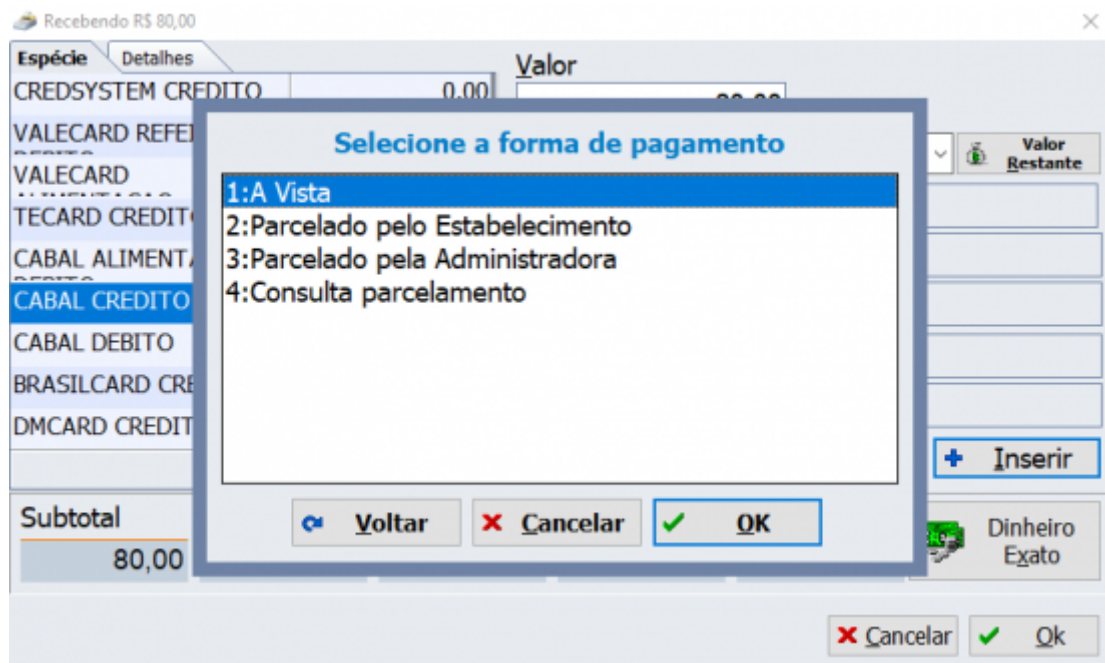 Recebendo R$ 80,00
Espécie Detalhes
Valor
CREDSYSTEM CREDITO 0,00
VALECARD REFEI
VALECARD
TECARD CREDIT
CABAL ALIMENTA
CABAL CREDITO
CABAL DEBITO
BRASILCARD CRE
DMCARD CREDIT
Valor
Restante
Selecione a forma de pagamento
1:A Vista
2:Parcelado pelo Estabelecimento
3:Parcelado pela Administradora
4:Consulta parcelamento
Voltar Cancelar OK
Inserir
Subtotal
80,00
Dinheiro
Exato
Cancelar Ok